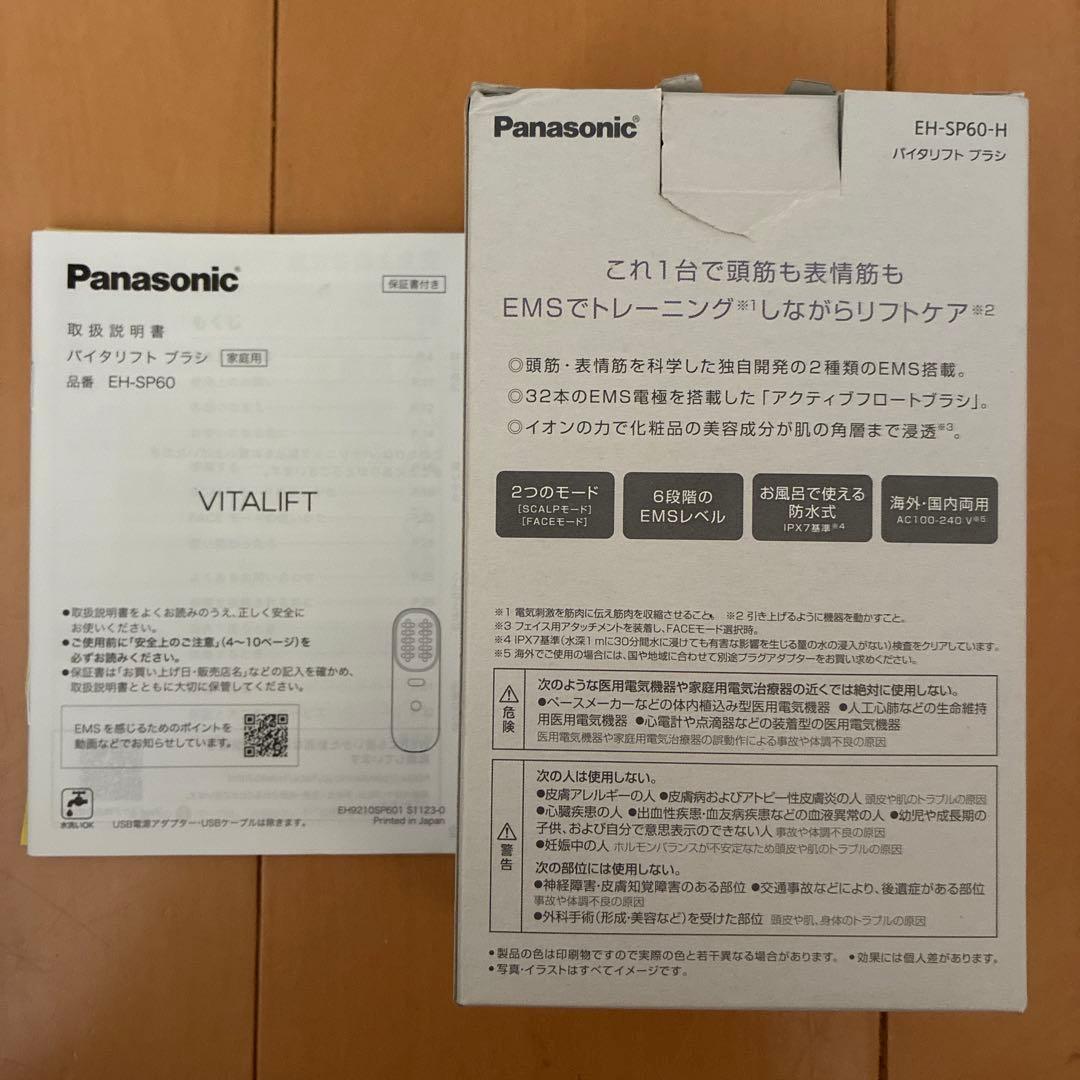 Panasonic
保証書付き
取扱説明書
バイタリフト ブラシ 家庭用
品番 EH-SP60
VITALIFT
●取扱説明書をよくお読みのうえ、正しく安全に
お使いください。
●ご使用前に「安全上のご注意」(4〜10ページ)を
必ずお読みください。
●保証書は「お買い上げ日・販売店名」などの記入を確かめ、
取扱説明書とともに大切に保管してください。
EMSを感じるためのポイントを
動画などでお知らせしています。
水洗いOK
USB電源アダプター・USBケーブルは除きます。
EH9210SP601 S1123-0
Printed in Japan
Panasonic
EH-SP60-H
バイタリフト ブラシ
これ1台で頭筋も表情筋も
EMSでトレーニング※1しながらリフトケア※2
◎頭筋・表情筋を科学した独自開発の2種類のEMS搭載。
◎32本のEMS電極を搭載した「アクティブフロートブラシ」。
◎イオンの力で化粧品の美容成分が肌の角層まで浸透※3。
2つのモード
[SCALPモード]
[FACEモード]
6段階の
EMSレベル
お風呂で使える
防水式
IPX7基準※4
海外・国内両用
AC100-240 V※5
※1 電気刺激を筋肉に伝え筋肉を収縮させること。 ※2 引き上げるように機器を動かすこと。
※3 フェイス用アタッチメントを装着し、FACEモード選択時。
※4 IPX7基準(水深1mに30分間水に浸けても有害な影響を生じる量の水の浸入がない)検査をクリアしています。
※5 海外でご使用の場合には、国や地域に合わせて別途プラグアダプターをお買い求めください。
危険
次のような医用電気機器や家庭用電気治療器の近くでは絶対に使用しない。
●ペースメーカーなどの体内植込み型医用電気機器 ●人工心肺などの生命維持
用医用電気機器 ●心電計や点滴器などの装着型の医用電気機器
医用電気機器や家庭用電気治療器の誤動作による事故や体調不良の原因
警告
次の人は使用しない。
●皮膚アレルギーの人 ●皮膚病およびアトピー性皮膚炎の人 頭皮や肌のトラブルの原因
●心臓疾患の人 ●出血性疾患・血友病疾患などの血液異常の人 ●幼児や成長期の
子供、および自分で意思表示のできない人 事故や体調不良の原因
●妊娠中の人 ホルモンバランスが不安定なため頭皮や肌のトラブルの原因
次の部位には使用しない。
●神経障害・皮膚知覚障害のある部位 ●交通事故などにより、後遺症がある部位
事故や体調不良の原因
●外科手術(形成・美容など)を受けた部位 頭皮や肌、身体のトラブルの原因
●製品の色は印刷物ですので実際の色と若干異なる場合があります。 ●効果には個人差があります。
●写真・イラストはすべてイメージです。